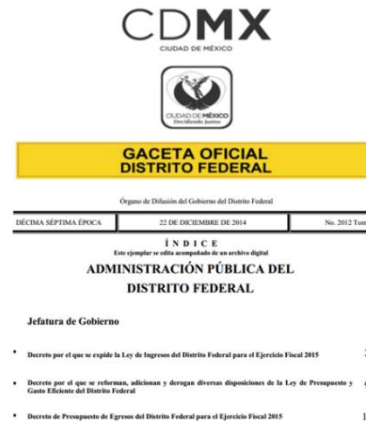 CDMX
CIUDAD DE MÉXICO
CIUDAD DE MÉXICO
Decidiendo Juntos
GACETA OFICIAL
DISTRITO FEDERAL
Órgano de Difusión del Gobierno del Distrito Federal
DÉCIMA SÉPTIMA ÉPOCA 22 DE DICIEMBRE DE 2014 No. 2012 Tom
Í N D I C E
Este ejemplar se edita acompañado de un archivo digital
ADMINISTRACIÓN PÚBLICA DEL
DISTRITO FEDERAL
Jefatura de Gobierno
♦ Decreto por el que se expide la Ley de Ingresos del Distrito Federal para el Ejercicio Fiscal 2015
♦ Decreto por el que se reforman, adicionan y derogan diversas disposiciones de la Ley de Presupuesto y
Gasto Eficiente del Distrito Federal
♦ Decreto de Presupuesto de Egresos del Distrito Federal para el Ejercicio Fiscal 2015 1